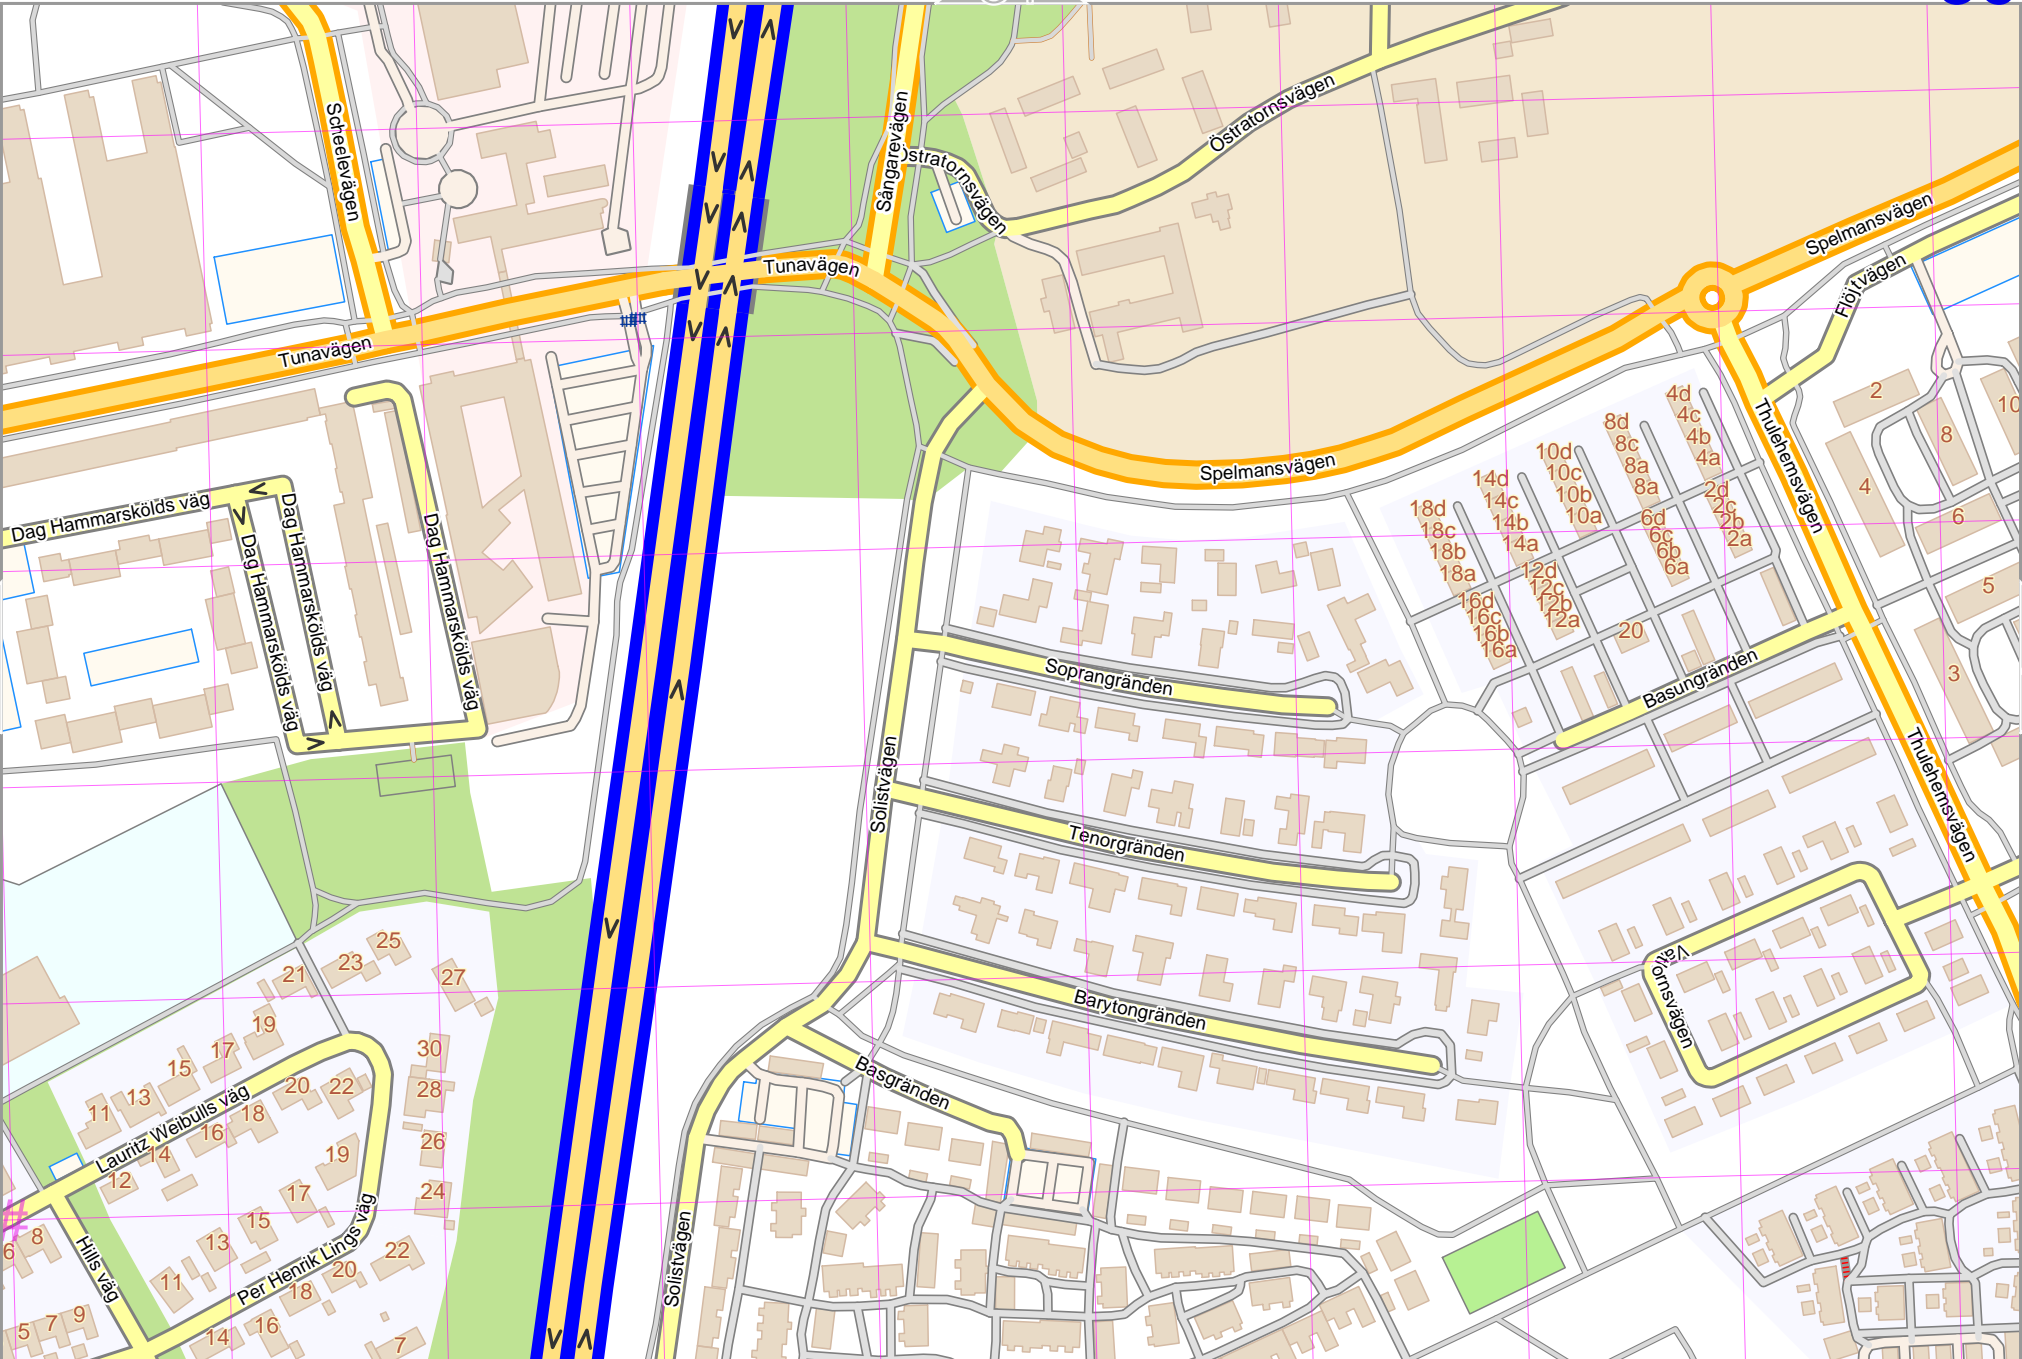 Scheelevägen
Sångarevägen
Östratornsvägen
Östratornsvägen
Spelmansvägen
Flöjtvägen
Tunavägen
Tunavägen
Spelmansvägen
Thulehemsvägen
Dag Hammarskölds väg
Dag Hammarskölds väg
Dag Hammarskölds väg
Dag Hammarskölds väg
2
10
8
4
6
5
3
4d
4c
4b
4a
8d
8c
8a
8a
10d
10c
10b
10a
14d
14c
14b
14a
18d
18c
18b
18a
2d
2c
2b
2a
6d
6c
6b
6a
12d
12c
12b
12a
16d
16c
16b
16a
20
Soprangränden
Basungränden
Solistvägen
Tenorgränden
Thulehemsvägen
Vallhornsvägen
Barytongränden
Basgränden
Solistvägen
25
23
21
27
19
17
15
13
11
30
28
26
24
22
20
18
16
14
12
Lauritz Weibulls väg
19
17
15
13
11
22
20
18
16
14
7
Per Henrik Lings väg
Hills väg
8
6
9
7
5